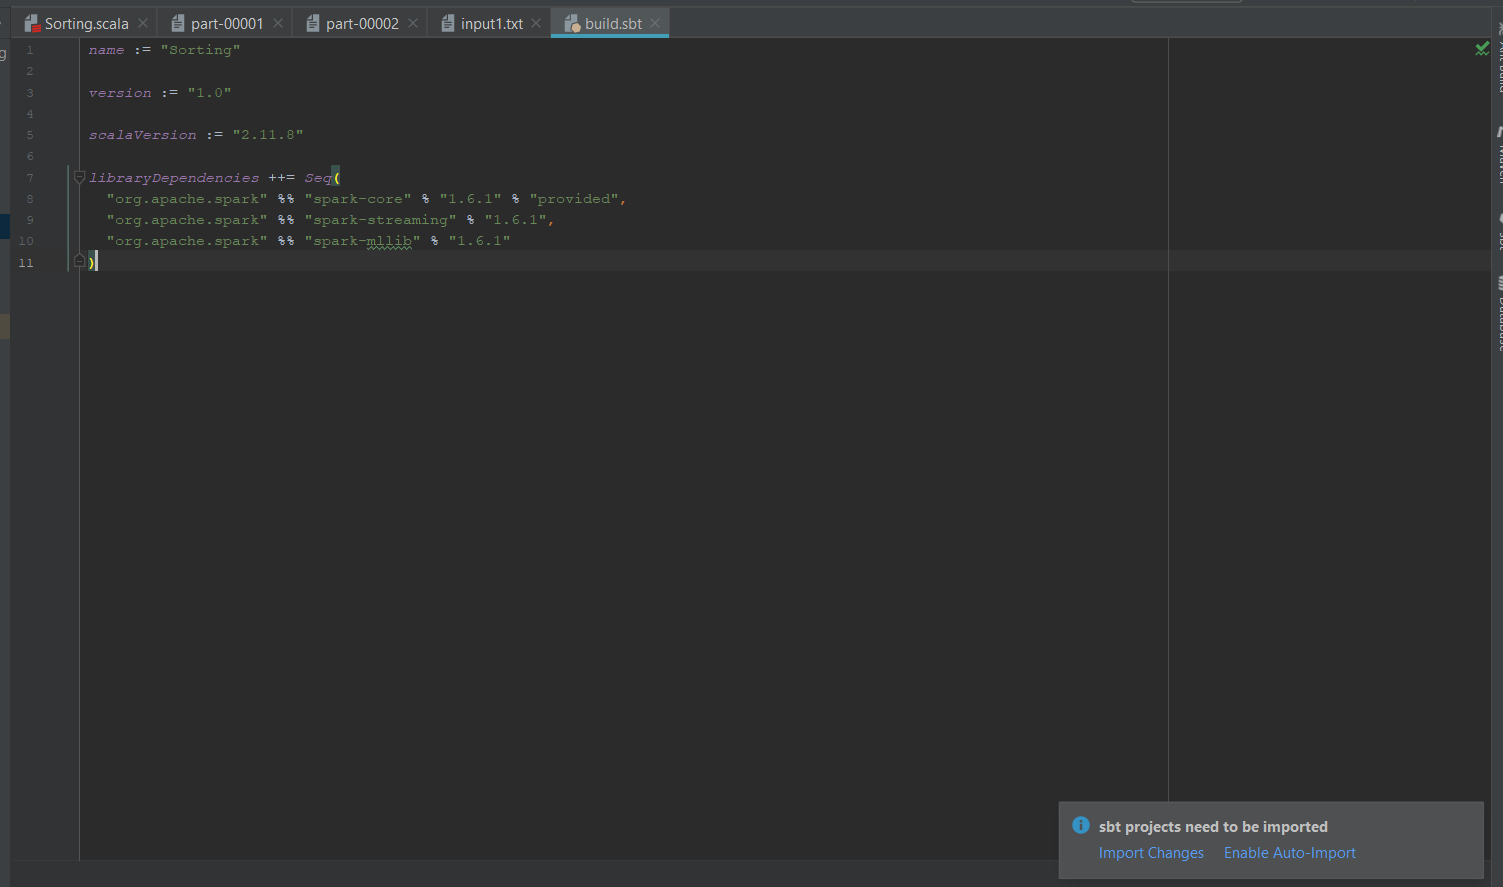 Sorting.scala part-00001 part-00002 input1.txt build.sbt
1 name := "Sorting"
2
3 version := "1.0"
4
5 scalaVersion := "2.11.8"
6
7 libraryDependencies ++= Seq(
8 "org.apache.spark" %% "spark-core" % "1.6.1" % "provided",
9 "org.apache.spark" %% "spark-streaming" % "1.6.1",
10 "org.apache.spark" %% "spark-mllib" % "1.6.1"
11 )
sbt projects need to be imported
Import Changes Enable Auto-Import